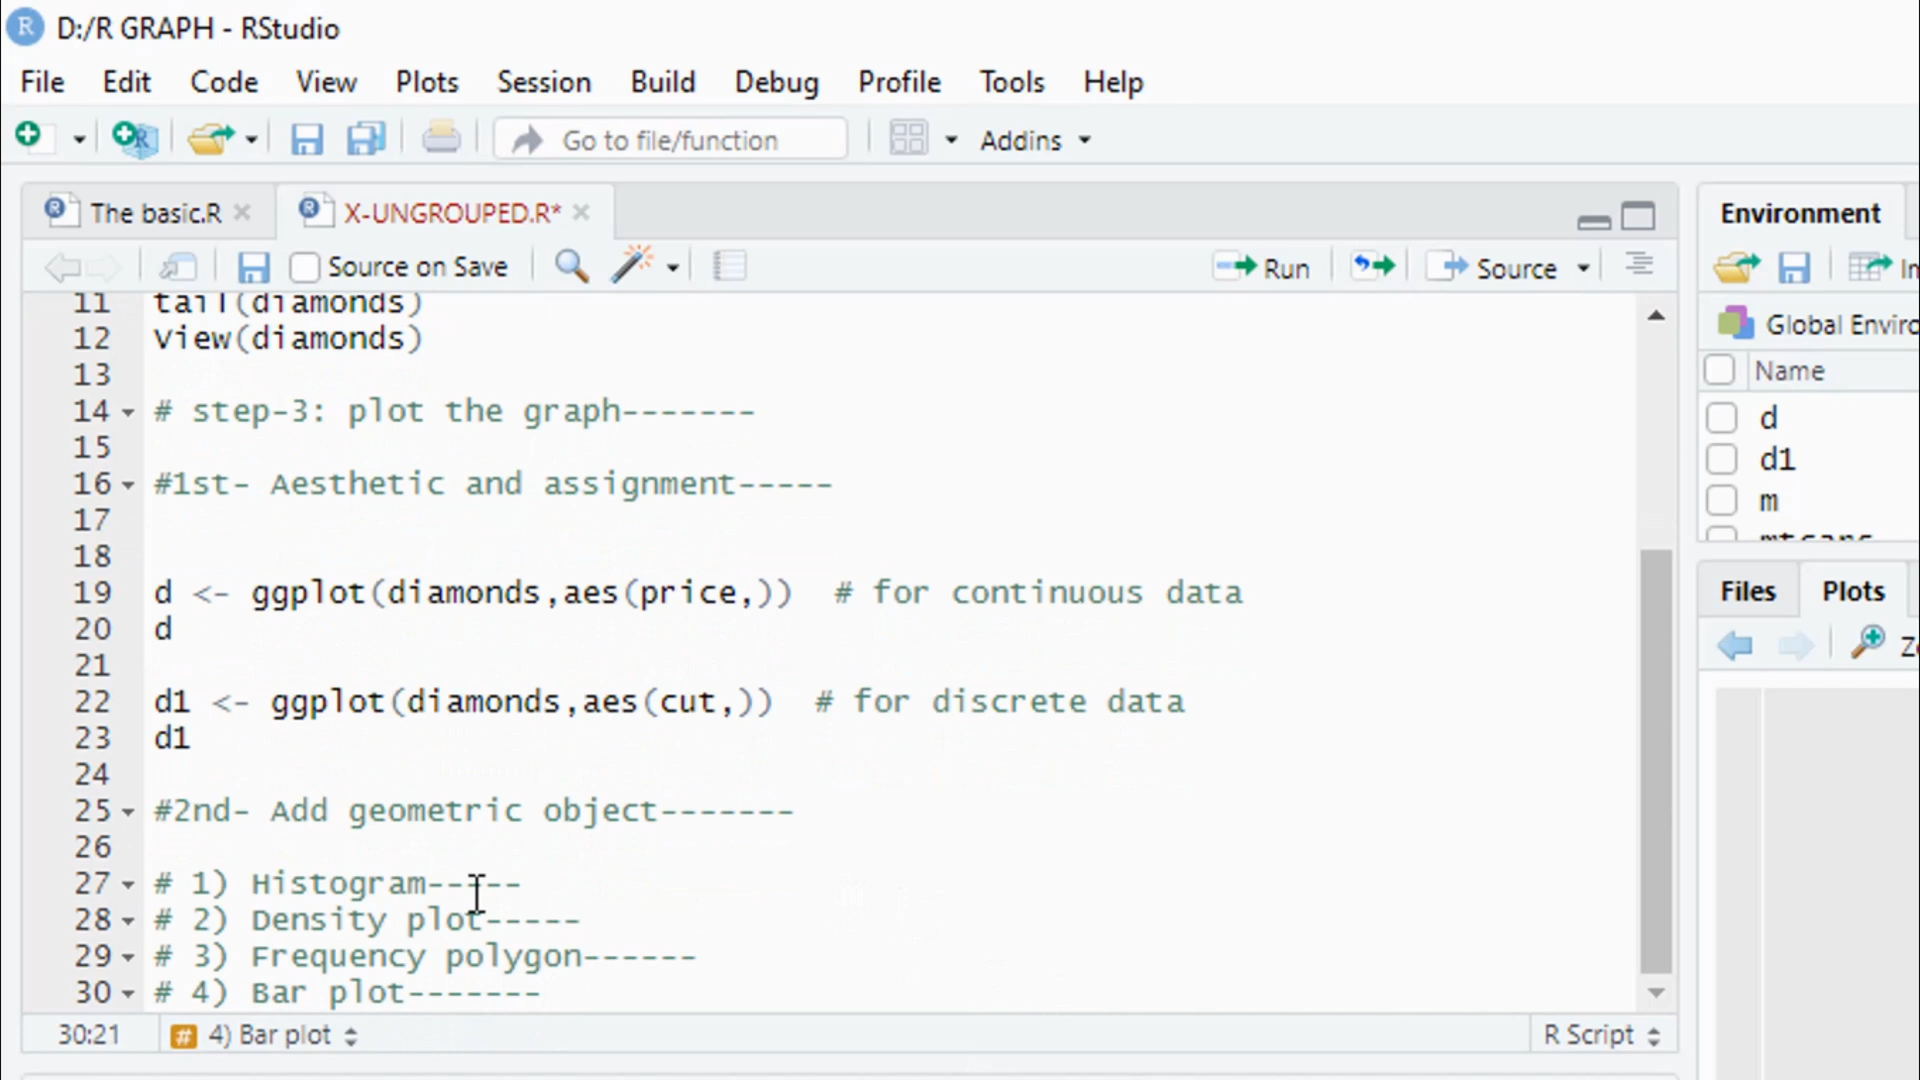 D:/R GRAPH - RStudio
File Edit Code View Plots Session Build Debug Profile Tools Help
Go to file/function Addins
The basic.R X-UNGROUPED.R*
Source on Save Run Source
11 tail(diamonds)
12 View(diamonds)
13
14 # step-3: plot the graph-------
15
16 #1st- Aesthetic and assignment-----
17
18
19 d <- ggplot(diamonds,aes(price,)) # for continuous data
20 d
21
22 d1 <- ggplot(diamonds,aes(cut,)) # for discrete data
23 d1
24
25 #2nd- Add geometric object-------
26
27 # 1) Histogram-----
28 # 2) Density plot-----
29 # 3) Frequency polygon------
30 # 4) Bar plot-------
30:21 # 4) Bar plot R Script
Environment
Global Enviro
Name
d
d1
m
Files Plots